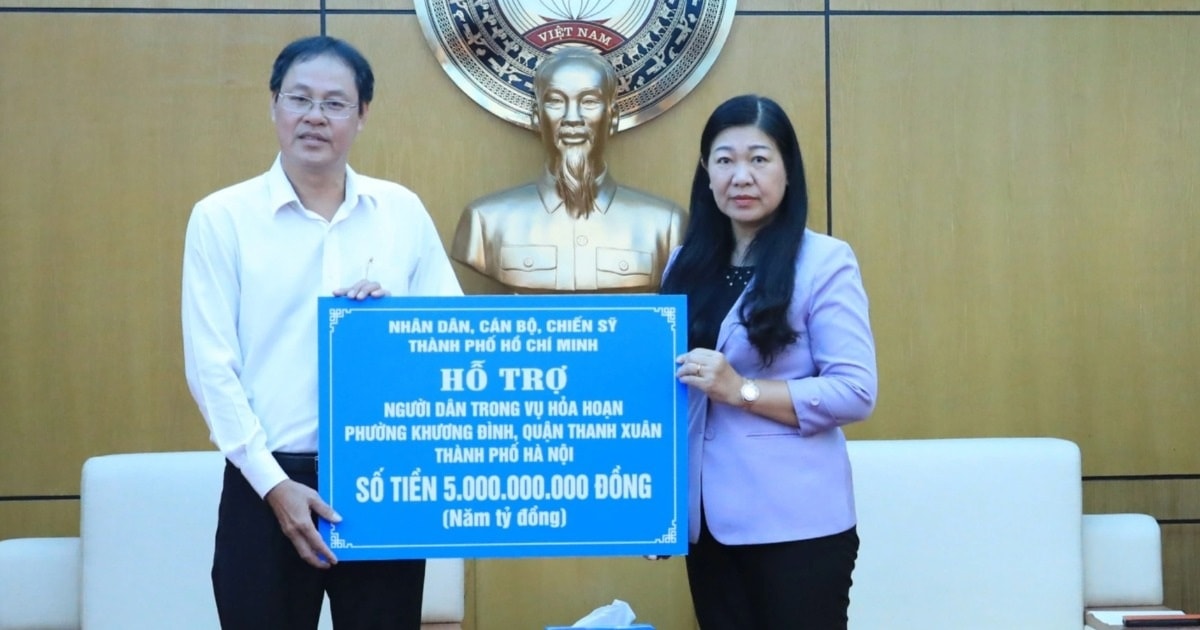 VIỆT NAM
NHÂN DÂN, CÁN BỘ, CHIẾN SỸ
THÀNH PHỐ HỒ CHÍ MINH
HỖ TRỢ
NGƯỜI DÂN TRONG VỤ HỎA HOẠN
PHƯỜNG KHƯƠNG ĐÌNH, QUẬN THANH XUÂN
THÀNH PHỐ HÀ NỘI
SỐ TIỀN 5.000.000.000 ĐỒNG
(Năm tỷ đồng)